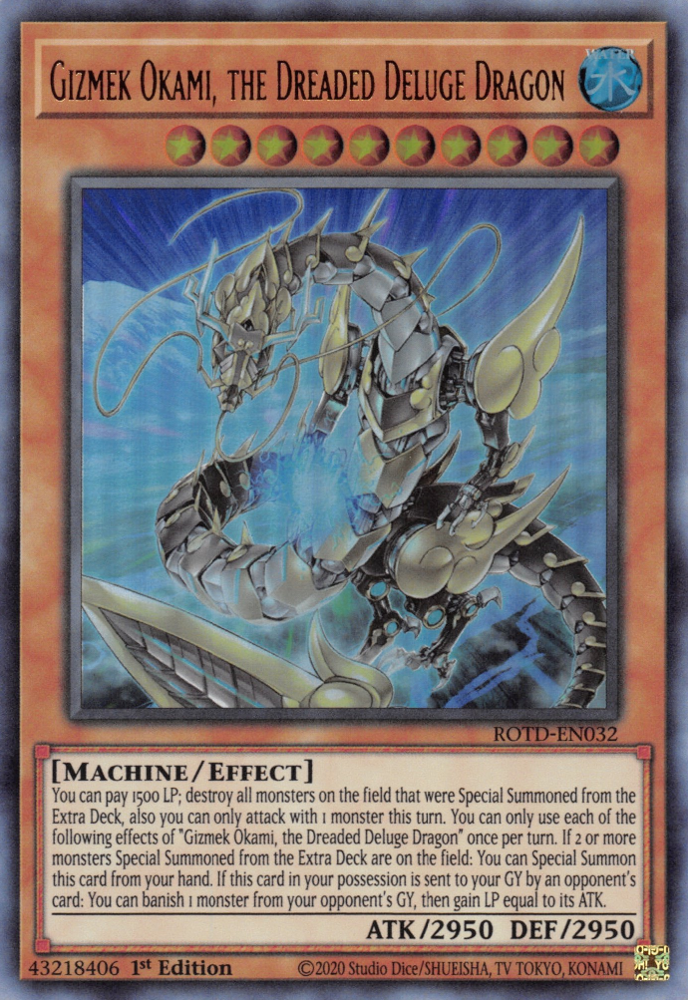 GIZMEK OKAMI, THE DREADED DELUGE DRAGON
WATER
水
ROTD-EN032
[MACHINE/EFFECT]
You can pay 1500 LP; destroy all monsters on the field that were Special Summoned from the
Extra Deck, also you can only attack with 1 monster this turn. You can only use each of the
following effects of "Gizmek Okami, the Dreaded Deluge Dragon" once per turn. If 2 or more
monsters Special Summoned from the Extra Deck are on the field: You can Special Summon
this card from your hand. If this card in your possession is sent to your GY by an opponent's
card: You can banish 1 monster from your opponent's GY, then gain LP equal to its ATK.
ATK/2950 DEF/2950
43218406 1st Edition ©2020 Studio Dice/SHUEISHA, TV TOKYO, KONAMI